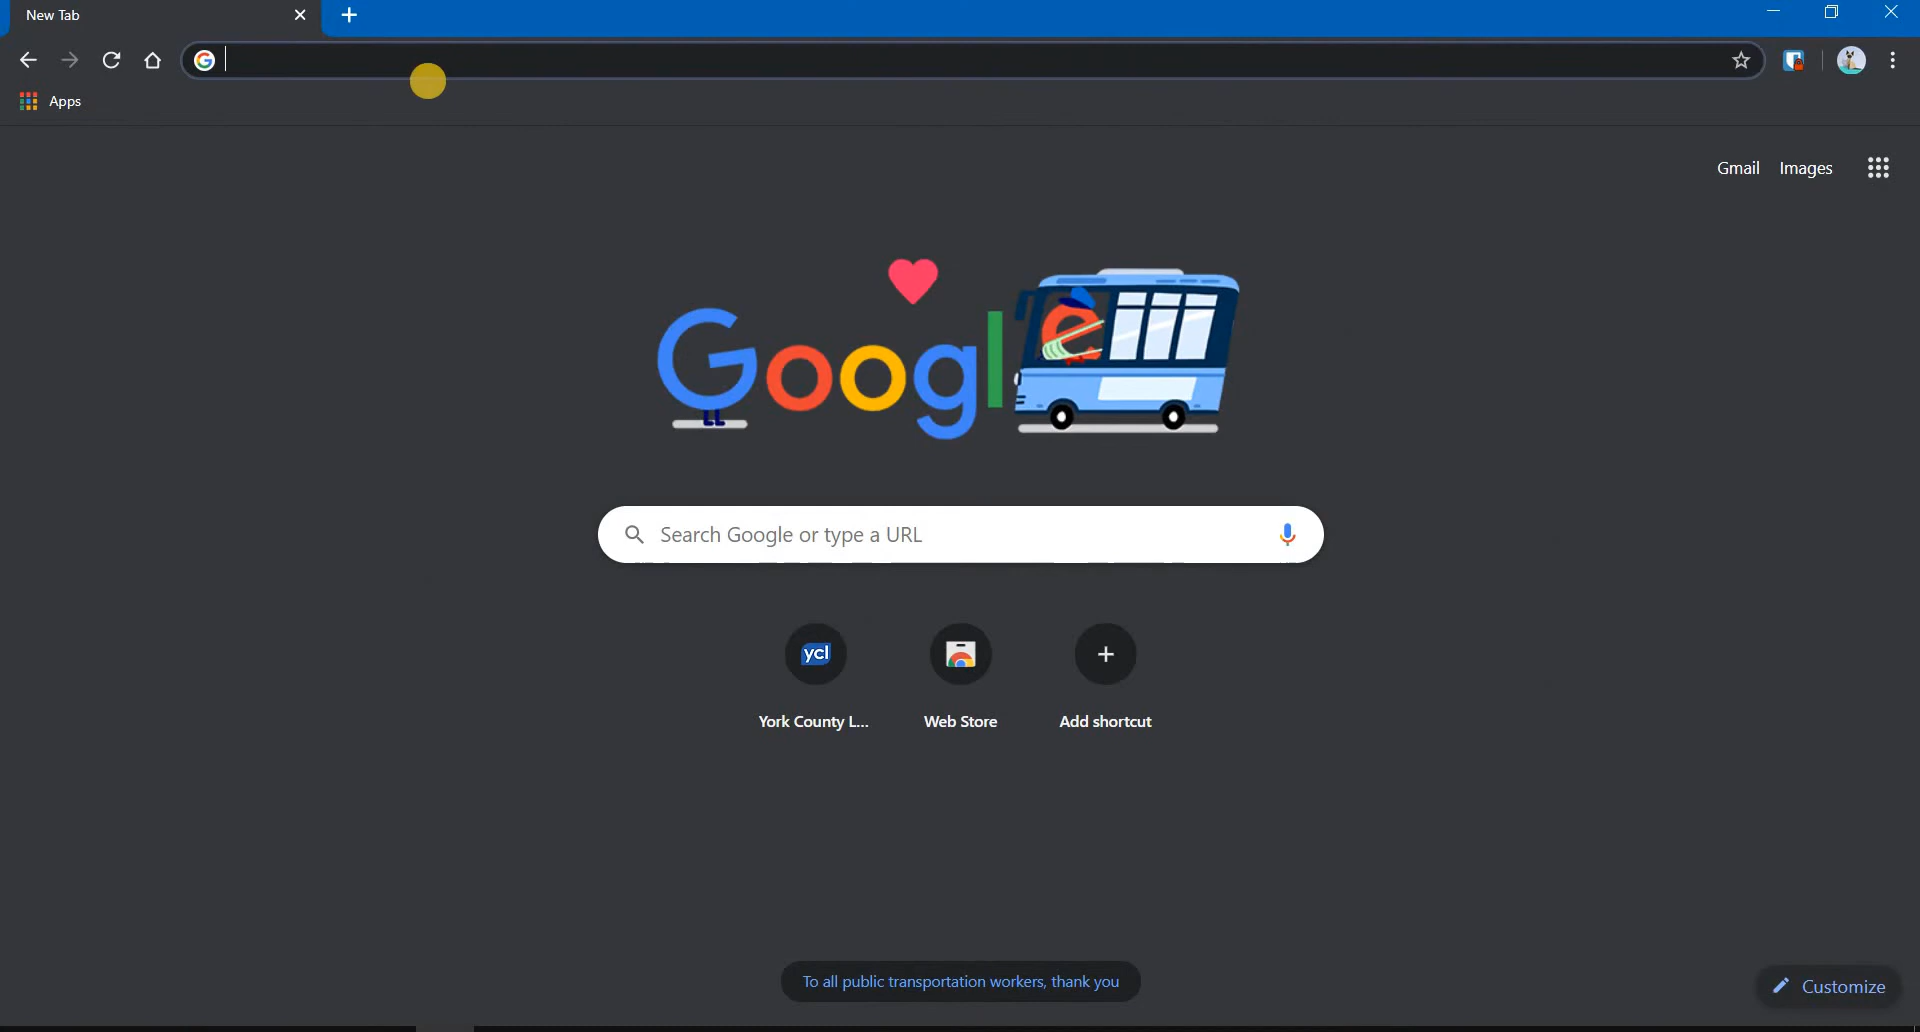 New Tab
Apps
Gmail Images
Google
Search Google or type a URL
ycl
York County L...
Web Store
Add shortcut
To all public transportation workers, thank you
Customize